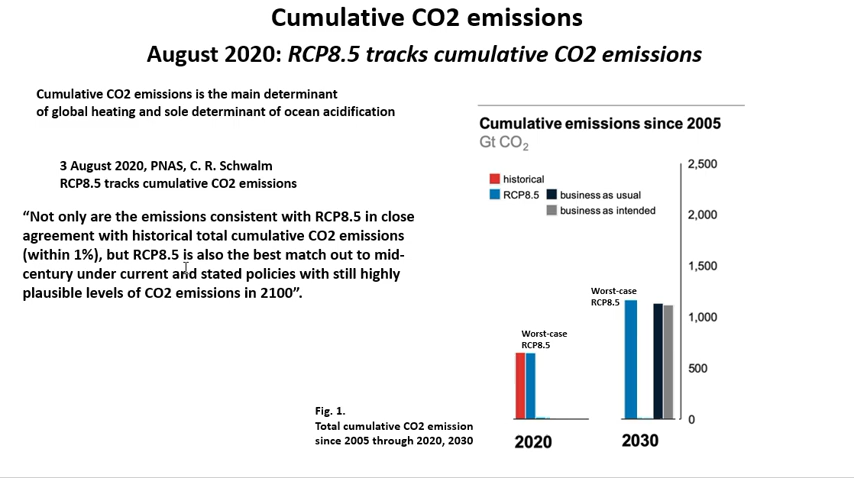 Cumulative CO2 emissions
August 2020: RCP8.5 tracks cumulative CO2 emissions
Cumulative CO2 emissions is the main determinant
of global heating and sole determinant of ocean acidification
3 August 2020, PNAS, C. R. Schwalm
RCP8.5 tracks cumulative CO2 emissions
“Not only are the emissions consistent with RCP8.5 in close
agreement with historical total cumulative CO2 emissions
(within 1%), but RCP8.5 is also the best match out to mid-
century under current and stated policies with still highly
plausible levels of CO2 emissions in 2100”.
Fig. 1.
Total cumulative CO2 emission
since 2005 through 2020, 2030
Cumulative emissions since 2005
Gt CO2
historical
RCP8.5
business as usual
business as intended
2,500
2,000
1,500
1,000
500
0
Worst-case
RCP8.5
Worst-case
RCP8.5
2020
2030